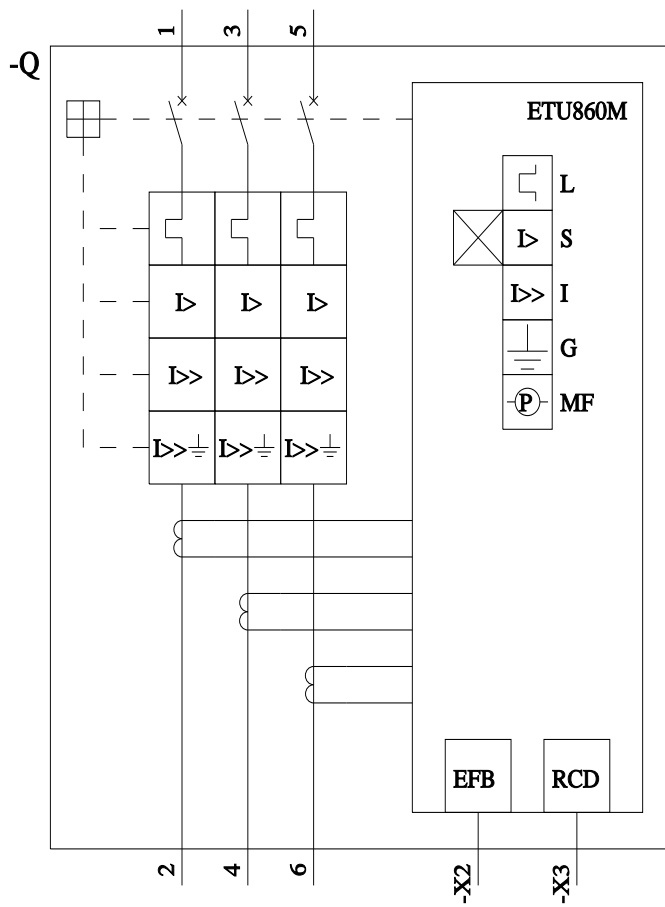 1 3 5
-Q
ETU860M
L
I> S
I> I> I>
I>> I
I>> I>> I>>
G
P MF
I>> I>> I>>
EFB RCD
2 4 6 -X2 -X3